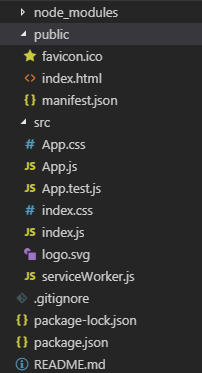 node_modules
public
favicon.ico
index.html
manifest.json
src
App.css
App.js
App.test.js
index.css
index.js
logo.svg
serviceWorker.js
.gitignore
package-lock.json
package.json
README.md